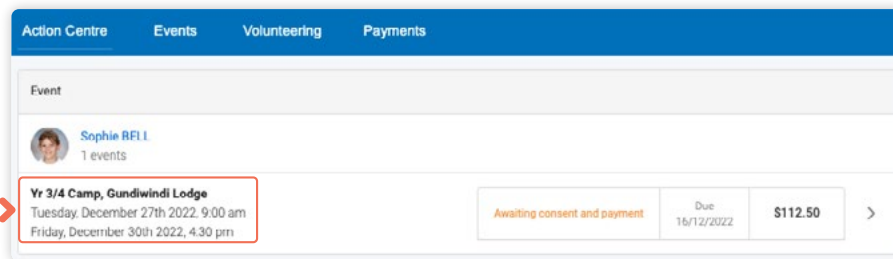 Action Centre Events Volunteering Payments
Event
Sophie BELL
1 events
Yr 3/4 Camp, Gundiwindi Lodge
Tuesday, December 27th 2022, 9:00 am
Friday, December 30th 2022, 4:30 pm
Awaiting consent and payment
Due
16/12/2022
$112.50